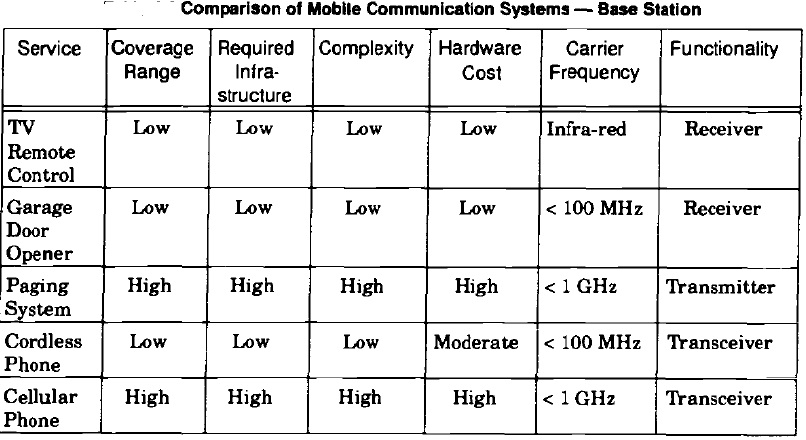 Comparison of Mobile Communication Systems — Base Station
Service Coverage Range Required Infra-structure Complexity Hardware Cost Carrier Frequency Functionality
TV Remote Control Low Low Low Low Infra-red Receiver
Garage Door Opener Low Low Low Low < 100 MHz Receiver
Paging System High High High High < 1 GHz Transmitter
Cordless Phone Low Low Low Moderate < 100 MHz Transceiver
Cellular Phone High High High High < 1 GHz Transceiver